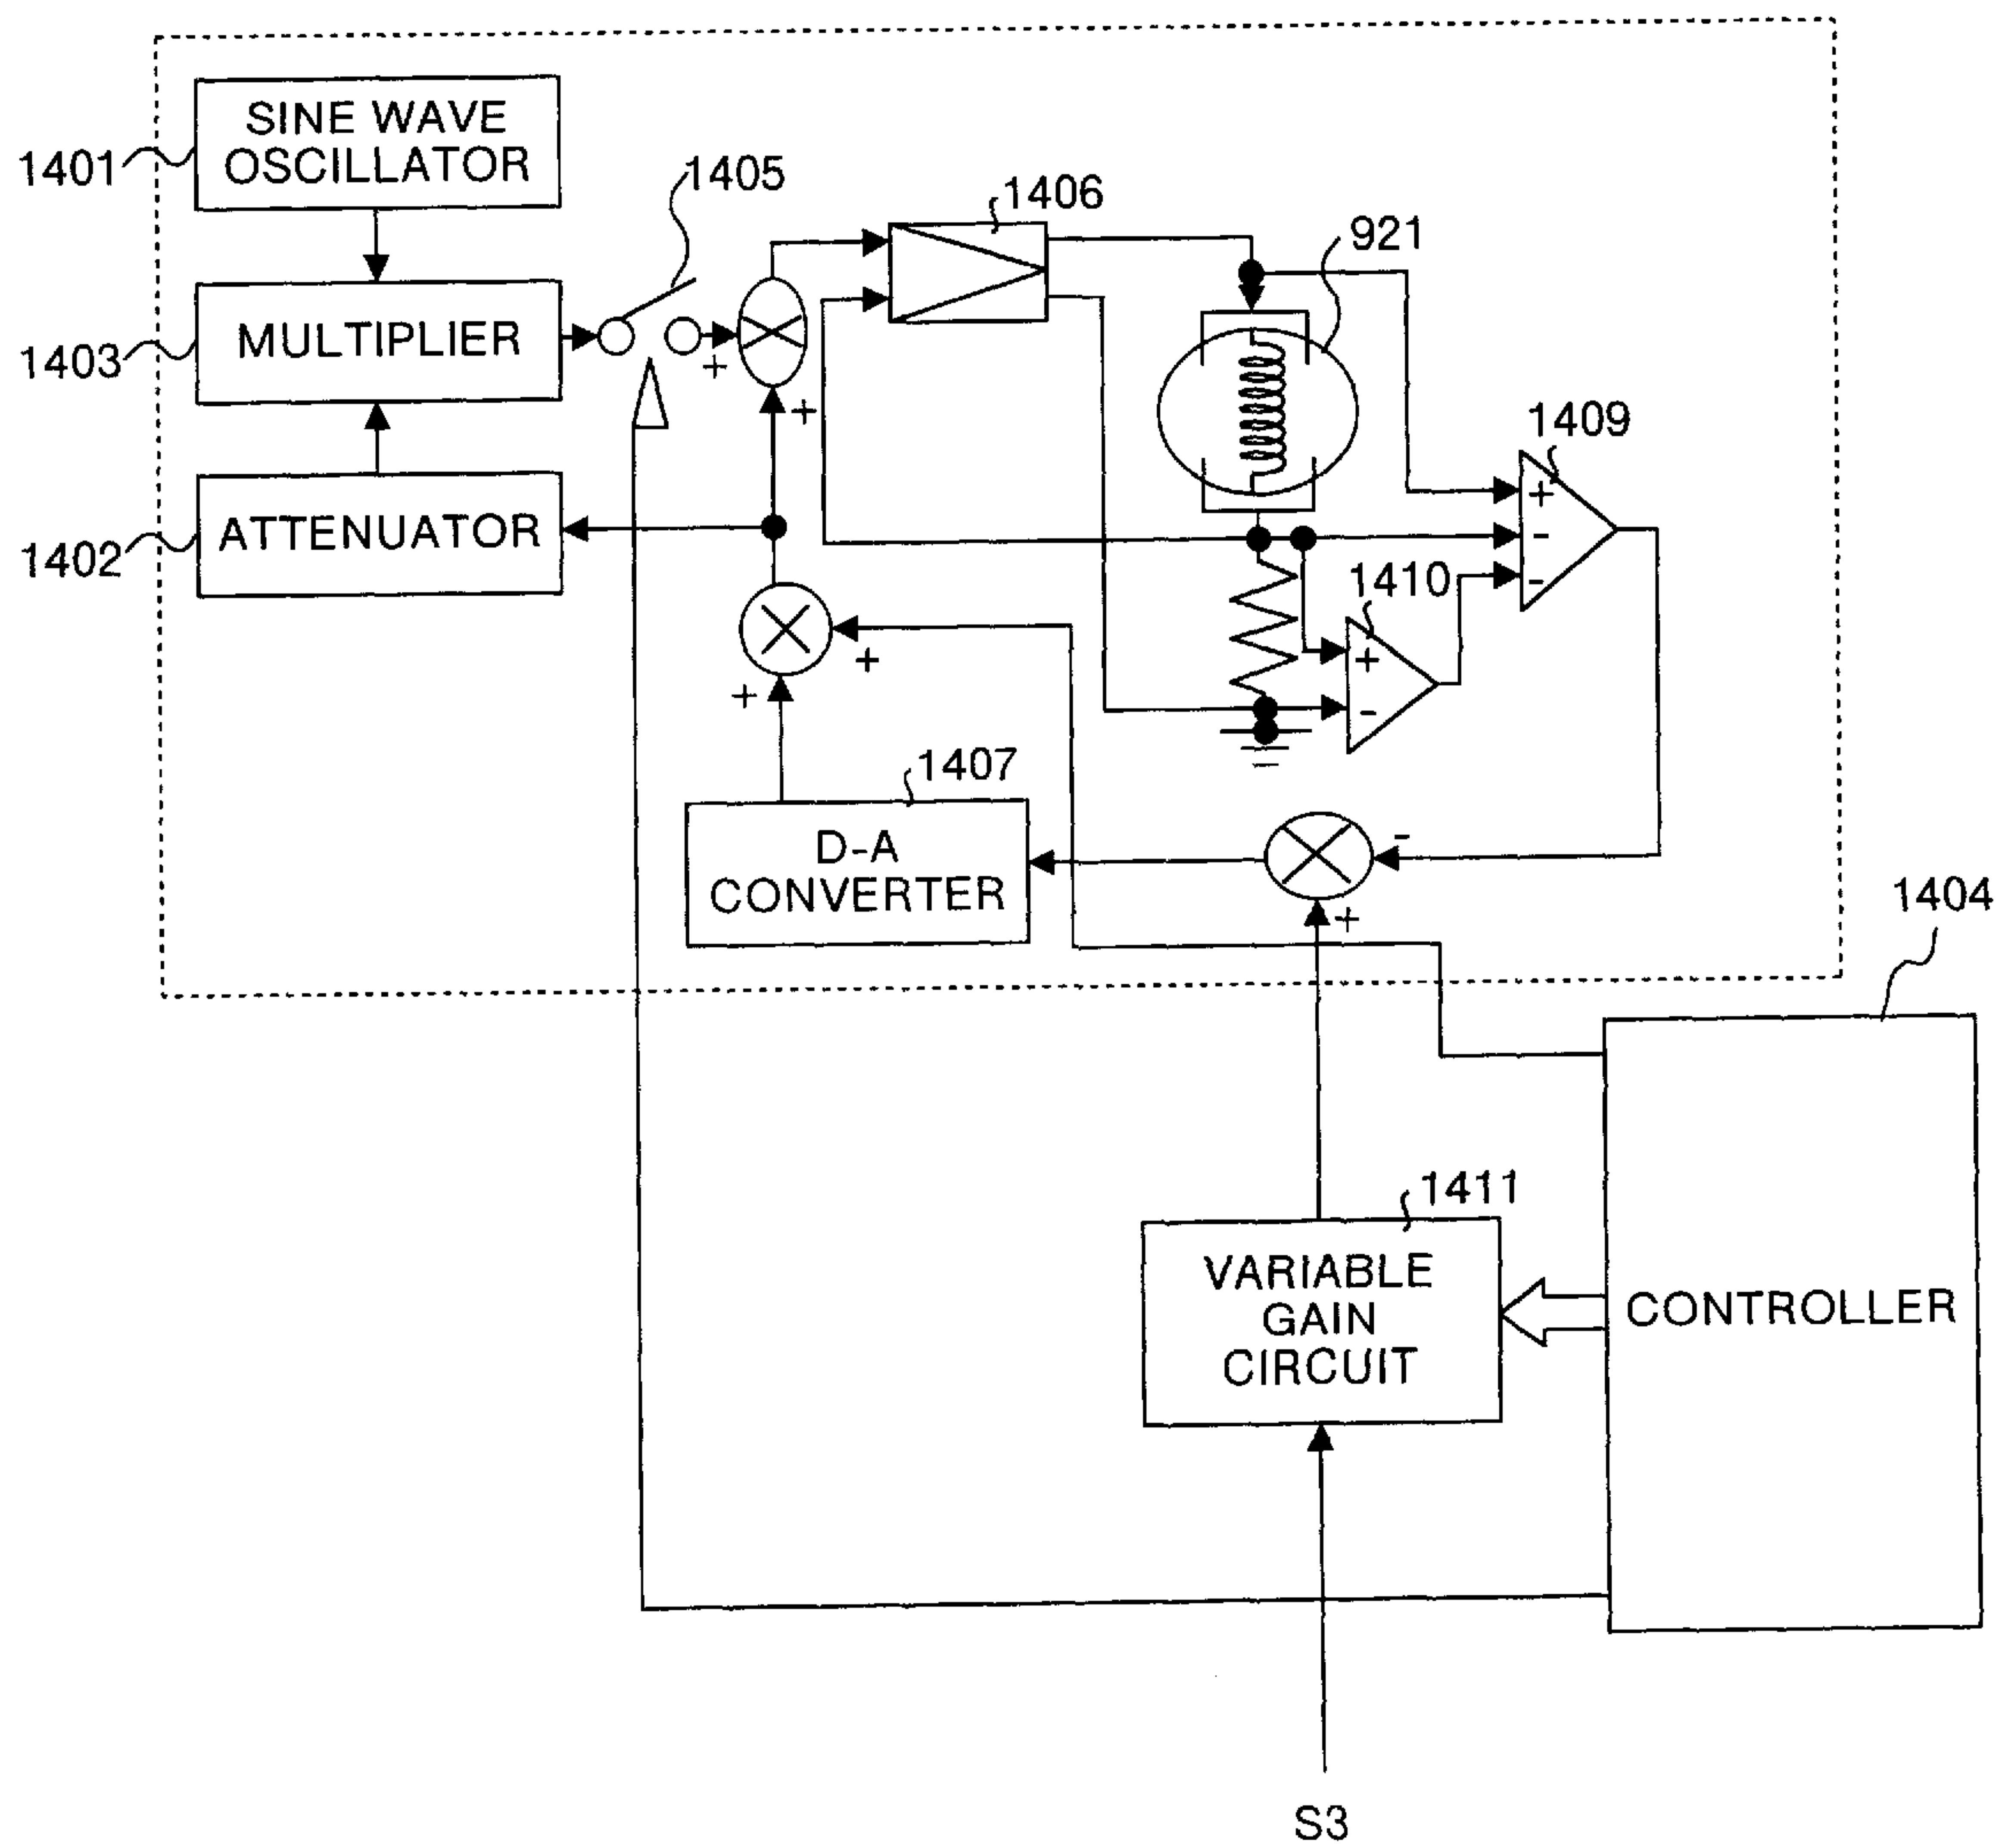 SINE WAVE
OSCILLATOR
1401
1405
1406
921
MULTIPLIER
1403
+
+
1409
+
-
-
ATTENUATOR
1402
1410
+
-
+
+
1407
D-A
CONVERTER
-
+
1404
1411
VARIABLE
GAIN
CIRCUIT
CONTROLLER
S3